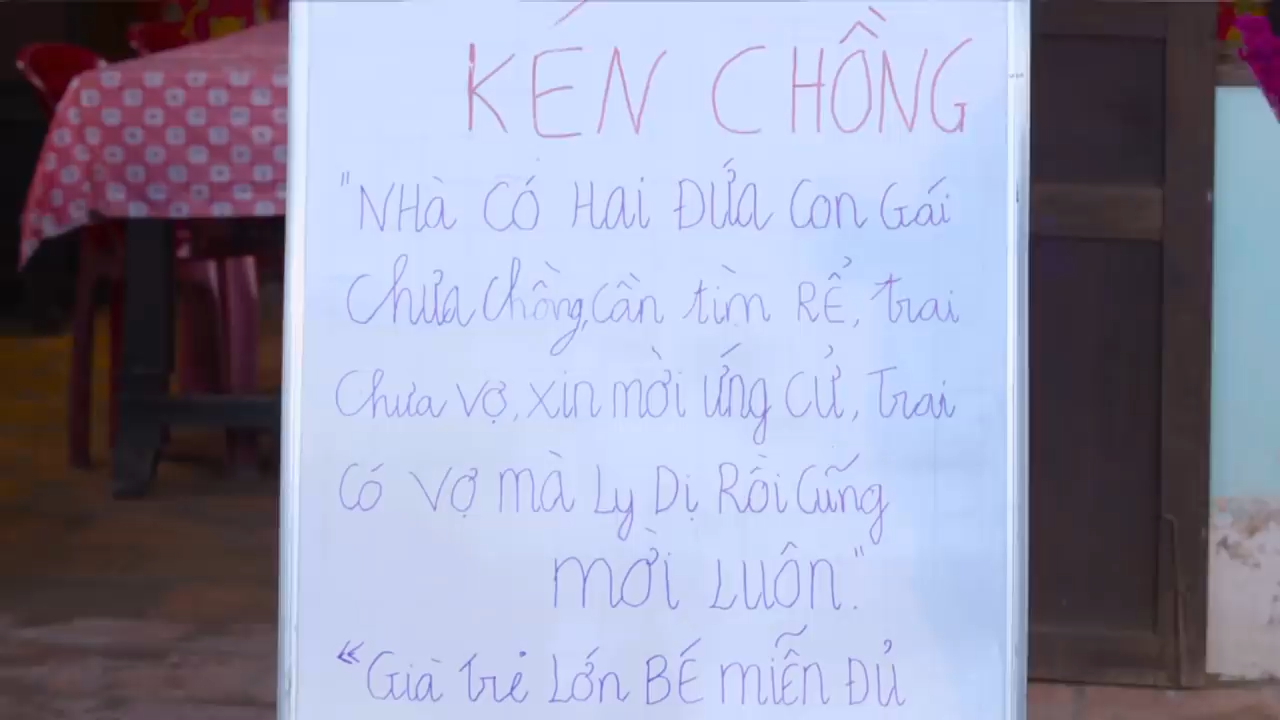 KÉN CHỒNG
"NHà CÓ HAI ĐỨA CON GÁi
CHƯA CHồng, Cần tìm RỂ, trai
CHƯA VỢ, Xin mời ỨNG CỬ, Trai
CÓ VỢ mà Ly Dị Rồi Cũng
mời Luôn."
"Già trẻ Lớn BÉ miễn ĐỦ